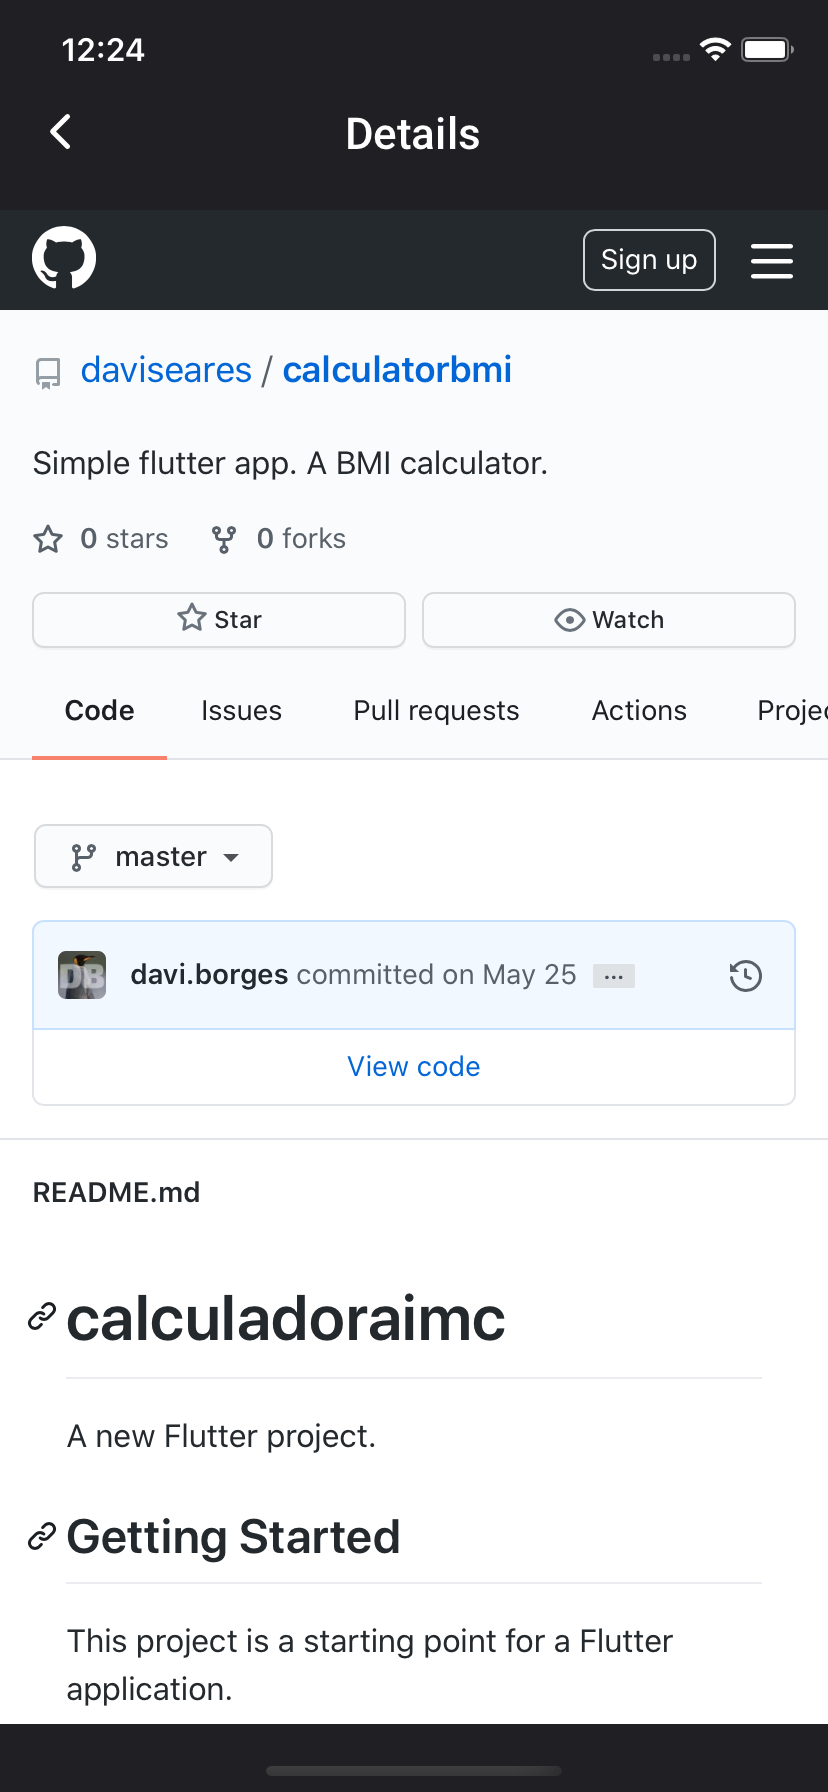 12:24
Details
Sign up
daviseares / calculatorbmi
Simple flutter app. A BMI calculator.
0 stars 0 forks
Star Watch
Code Issues Pull requests Actions Projec
master
DB davi.borges committed on May 25 ...
View code
README.md
calculadoraimc
A new Flutter project.
Getting Started
This project is a starting point for a Flutter
application.